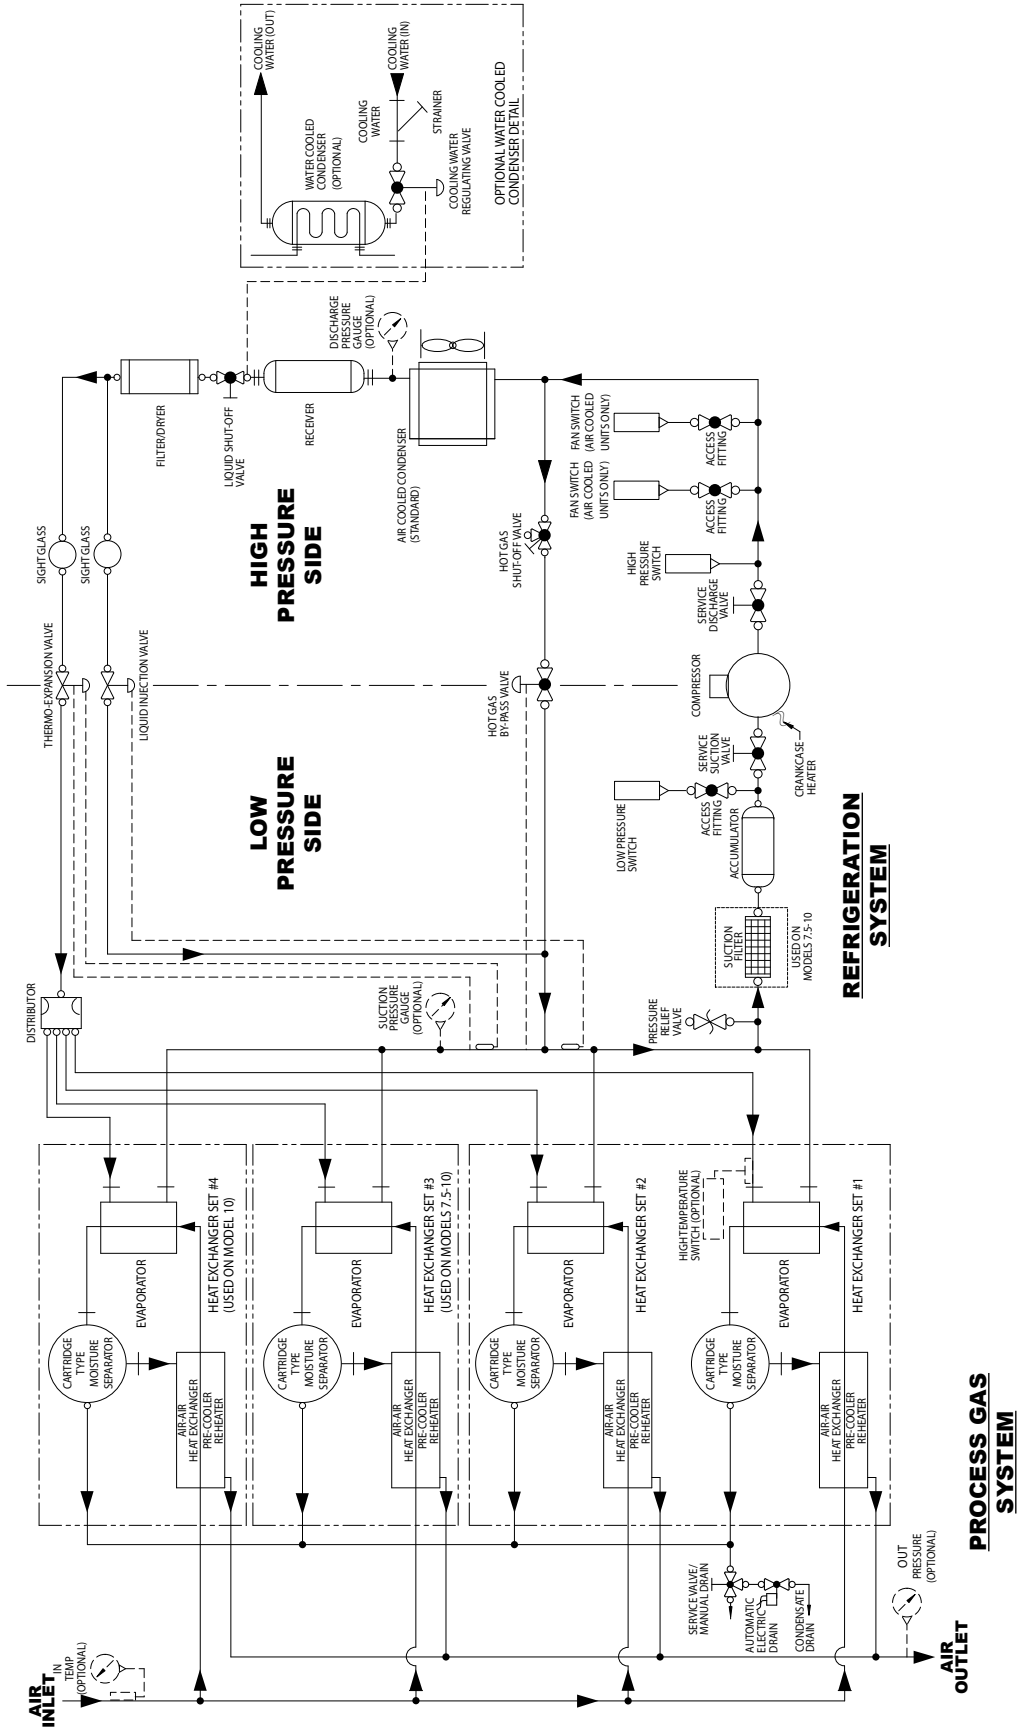 COOLING
WATER (OUT)
COOLING
WATER (IN)
WATER COOLED
CONDENSER
(OPTIONAL)
COOLING
WATER
STRAINER
COOLING WATER
REGULATING VALVE
OPTIONAL WATER COOLED
CONDENSER DETAIL
FILTER/DRYER
LIQUID SHUT-OFF
VALVE
RECEIVER
DISCHARGE
PRESSURE
GAUGE
(OPTIONAL)
AIR COOLED CONDENSER
(STANDARD)
FAN SWITCH
(AIR COOLED
UNITS ONLY)
ACCESS
FITTING
FAN SWITCH
(AIR COOLED
UNITS ONLY)
ACCESS
FITTING
SIGHT GLASS
SIGHT GLASS
HIGH
PRESSURE
SIDE
HOT GAS
SHUT-OFF VALVE
HIGH
PRESSURE
SWITCH
SERVICE
DISCHARGE
VALVE
THERMO-EXPANSION VALVE
LIQUID INJECTION VALVE
HOT GAS
BY-PASS VALVE
COMPRESSOR
CRANKCASE
HEATER
SERVICE
SUCTION
VALVE
LOW
PRESSURE
SIDE
LOW PRESSURE
SWITCH
ACCESS
FITTING
ACCUMULATOR
SUCTION
FILTER
USED ON
MODELS 7.5-10
REFRIGERATION
SYSTEM
DISTRIBUTOR
SUCTION
PRESSURE
GAUGE
(OPTIONAL)
PRESSURE
RELIEF
VALVE
EVAPORATOR
HEAT EXCHANGER SET #4
(USED ON MODEL 10)
CARTRIDGE
TYPE
MOISTURE
SEPARATOR
AIR-AIR
HEAT EXCHANGER
PRE-COOLER
REHEATER
EVAPORATOR
HEAT EXCHANGER SET #3
(USED ON MODELS 7.5-10)
CARTRIDGE
TYPE
MOISTURE
SEPARATOR
AIR-AIR
HEAT EXCHANGER
PRE-COOLER
REHEATER
EVAPORATOR
HEAT EXCHANGER SET #2
CARTRIDGE
TYPE
MOISTURE
SEPARATOR
AIR-AIR
HEAT EXCHANGER
PRE-COOLER
REHEATER
HIGH TEMPERATURE
SWITCH (OPTIONAL)
EVAPORATOR
HEAT EXCHANGER SET #1
CARTRIDGE
TYPE
MOISTURE
SEPARATOR
AIR-AIR
HEAT EXCHANGER
PRE-COOLER
REHEATER
PROCESS GAS
SYSTEM
SERVICE VALVE/
MANUAL DRAIN
AUTOMATIC
ELECTRIC
DRAIN
CONDENSATE
DRAIN
OUT
PRESSURE
(OPTIONAL)
AIR
OUTLET
AIR
INLET
IN
TEMP
(OPTIONAL)